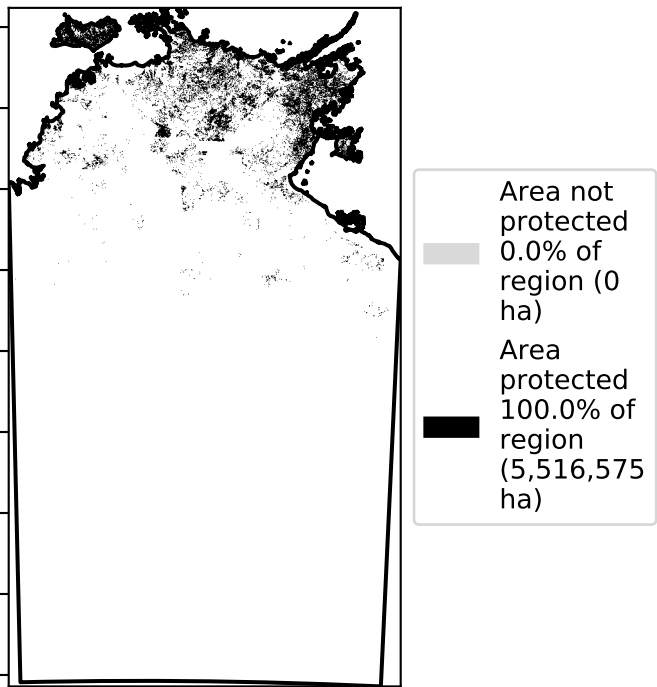 Area not
protected
0.0% of
region (0
ha)
Area
protected
100.0% of
region
(5,516,575
ha)